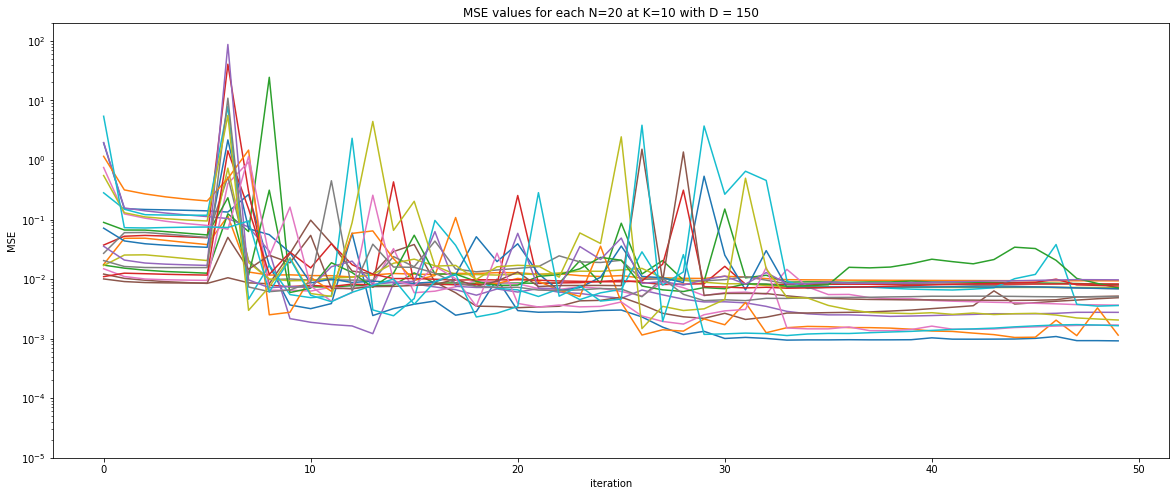 MSE values for each N=20 at K=10 with D = 150
10²
10¹
10⁰
10⁻¹
10⁻²
10⁻³
10⁻⁴
10⁻⁵
MSE
0 10 20 30 40 50
iteration